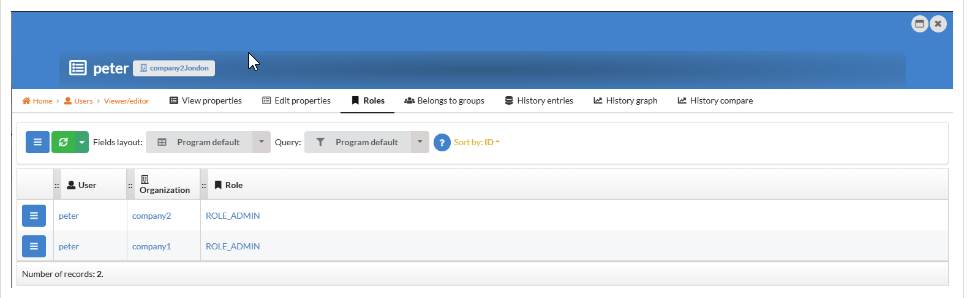 peter company2.london
Home Users Viewer/editor View properties Edit properties Roles Belongs to groups History entries History graph History compare
Fields layout: Program default Query: Program default ? Sort by: ID
:: User :: Organization :: Role
peter company2 ROLE_ADMIN
peter company1 ROLE_ADMIN
Number of records: 2.